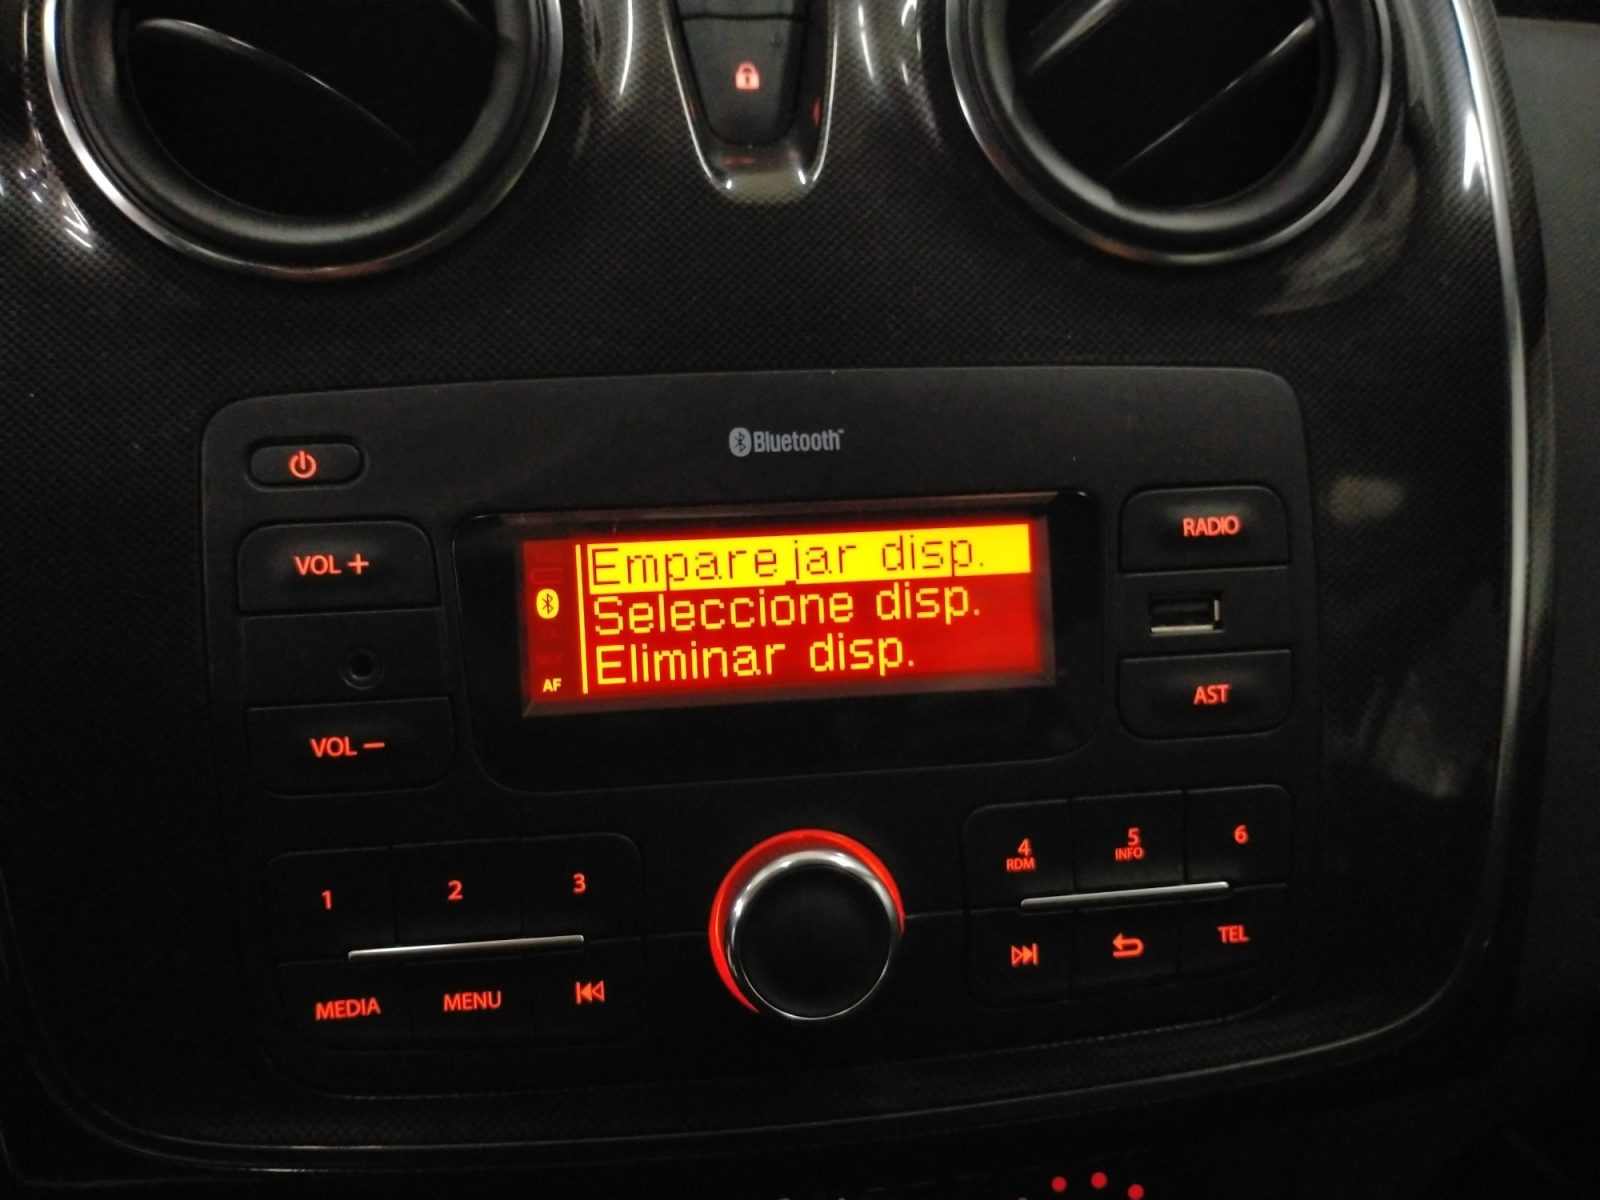 Bluetooth™
RADIO
VOL +
Emparejar disp.
Seleccione disp.
Eliminar disp.
AF
AST
VOL −
1
2
3
4
RDM
5
INFO
6
MEDIA
MENU
TEL